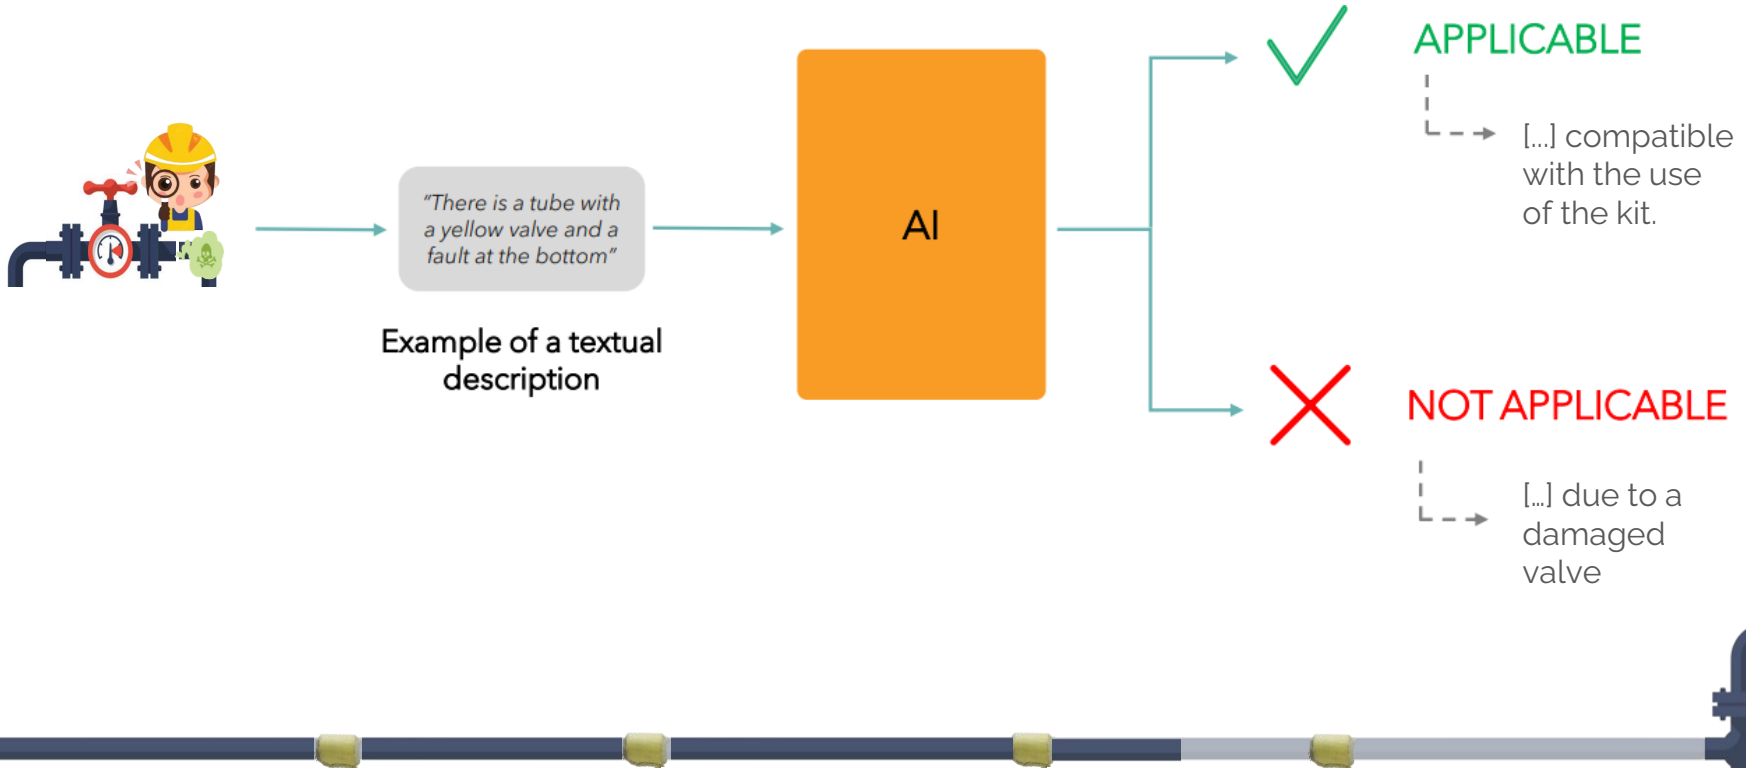 "There is a tube with
a yellow valve and a
fault at the bottom"
Example of a textual
description
AI
APPLICABLE
[...] compatible
with the use
of the kit.
NOT APPLICABLE
[...] due to a
damaged
valve